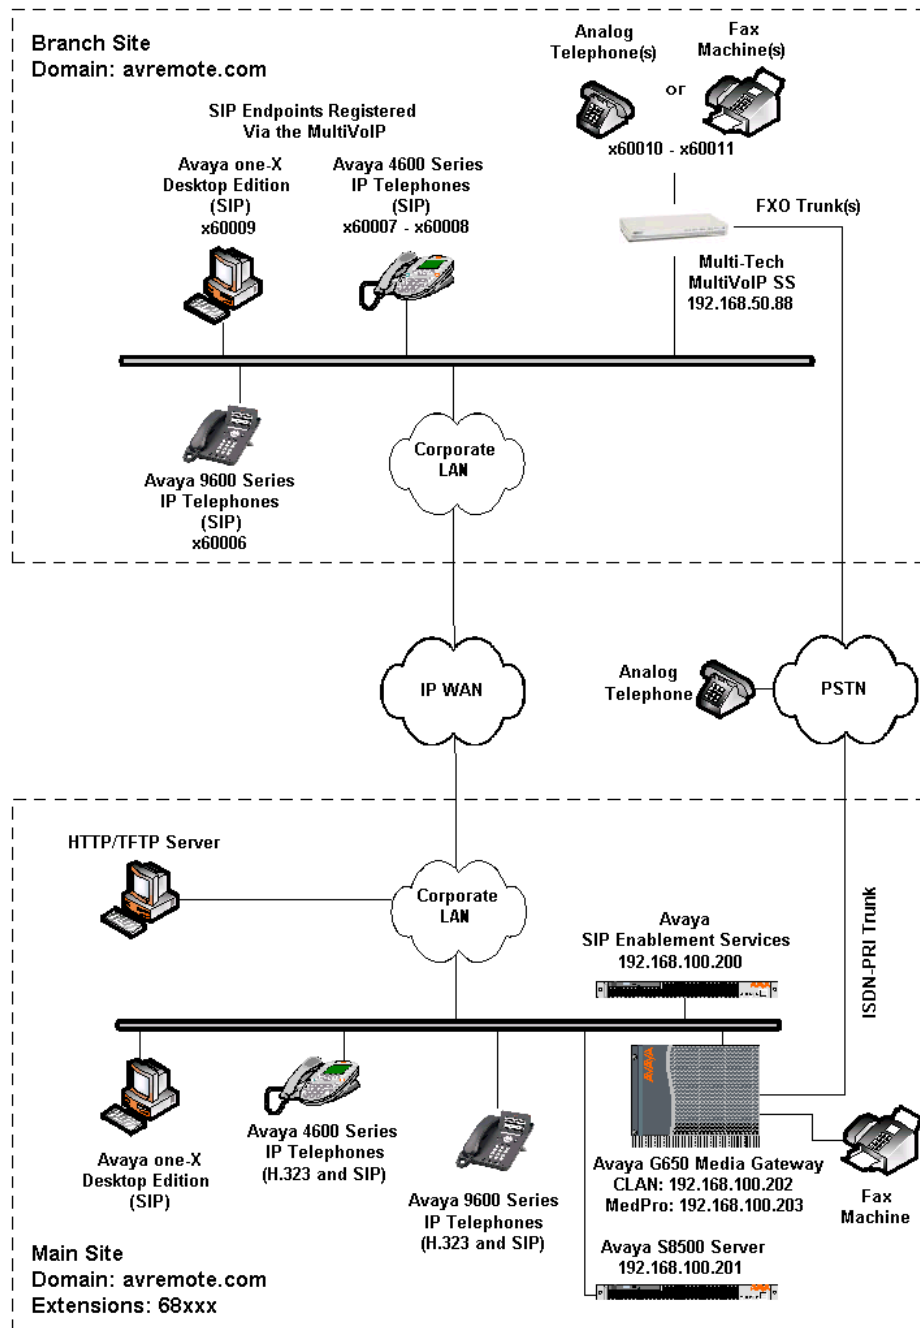 Branch Site
Domain: avremote.com
Analog
Telephone(s)
or
Fax
Machine(s)
x60010 - x60011
SIP Endpoints Registered
Via the MultiVoIP
Avaya one-X
Desktop Edition
(SIP)
x60009
Avaya 4600 Series
IP Telephones
(SIP)
x60007 - x60008
FXO Trunk(s)
Multi-Tech
MultiVoIP SS
192.168.50.88
Avaya 9600 Series
IP Telephones
(SIP)
x60006
Corporate
LAN
IP WAN
Analog
Telephone
PSTN
HTTP/TFTP Server
Corporate
LAN
Avaya
SIP Enablement Services
192.168.100.200
ISDN-PRI Trunk
AVAYA
Avaya one-X
Desktop Edition
(SIP)
Avaya 4600 Series
IP Telephones
(H.323 and SIP)
Avaya 9600 Series
IP Telephones
(H.323 and SIP)
Avaya G650 Media Gateway
CLAN: 192.168.100.202
MedPro: 192.168.100.203
Fax
Machine
Avaya S8500 Server
192.168.100.201
Main Site
Domain: avremote.com
Extensions: 68xxx